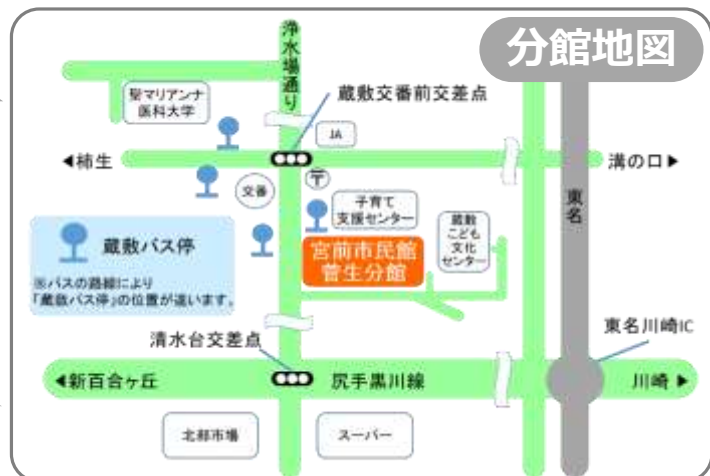 分館地図
浄水場通り
聖マリアンナ
医科大学
蔵敷交番前交差点
JA
◀柿生
溝の口▶
〒
交番
子育て
支援センター
東名
蔵敷
こども
文化
センター
蔵敷バス停
※バスの路線により
「蔵敷バス停」の位置が違います。
宮前市民館
菅生分館
清水台交差点
東名川崎IC
◀新百合ヶ丘
尻手黒川線
川崎 ▶
北部市場
スーパー